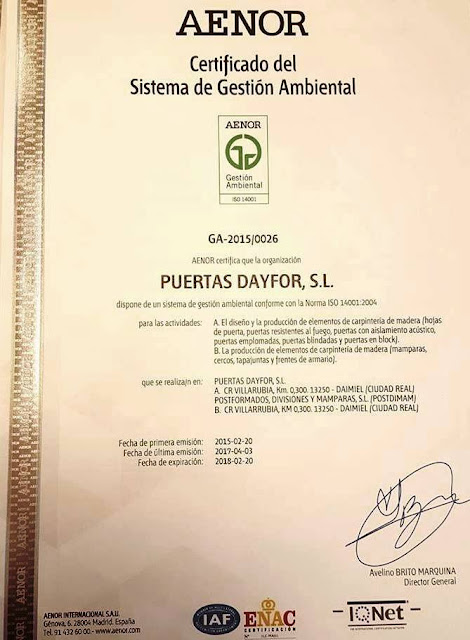 AENOR
Certificado del
Sistema de Gestión Ambiental
AENOR
Gestión
Ambiental
ISO 14001
GA-2015/0026
AENOR certifica que la organización
PUERTAS DAYFOR, S.L.
dispone de un sistema de gestión ambiental conforme con la Norma ISO 14001:2004
para las actividades: A. El diseño y la producción de elementos de carpintería de madera (hojas
de puerta, puertas resistentes al fuego, puertas con aislamiento acústico,
puertas emplomadas, puertas blindadas y puertas en block).
B. La producción de elementos de carpintería de madera (mamparas,
cercos, tapajuntas y frentes de armario).
que se realiza/n en: PUERTAS DAYFOR, S.L.
A. CR VILLARUBIA, Km. 0,300. 13250 - DAIMIEL (CIUDAD REAL)
POSTFORMADOS, DIVISIONES Y MAMPARAS, S.L. (POSTDIMAM)
B. CR VILLARRUBIA, KM 0,300. 13250 - DAIMIEL (CIUDAD REAL)
Fecha de primera emisión: 2015-02-20
Fecha de última emisión: 2017-04-03
Fecha de expiración: 2018-02-20
Avelino BRITO MARQUINA
Director General
AENOR INTERNACIONAL S.A.U.
Génova, 6. 28004 Madrid. España
Tel. 91 432 60 00.- www.aenor.com
IAF
ENAC
CERTIFICACIÓN
IQNet
AENOR
AENOR
AENOR
AENOR
AENOR